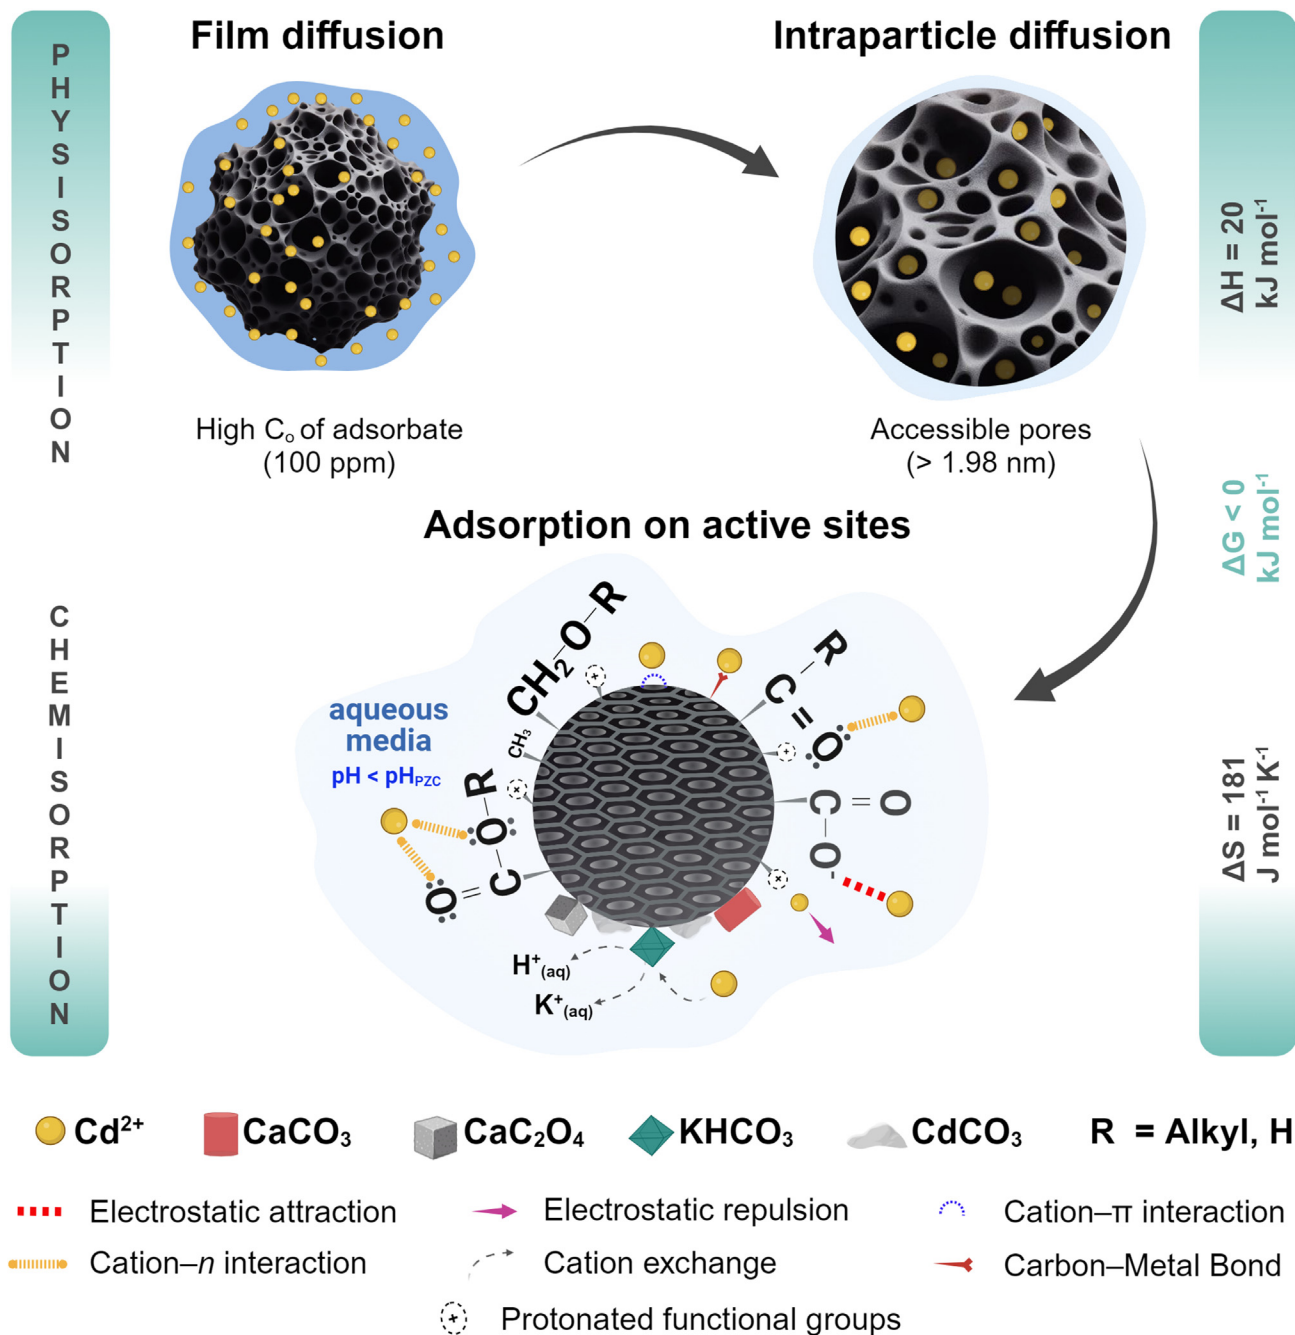 Film diffusion
Intraparticle diffusion
PHYSISORPTION
ΔH = 20
kJ mol⁻¹
High Cₒ of adsorbate
(100 ppm)
Accessible pores
(> 1.98 nm)
ΔG < 0
kJ mol⁻¹
Adsorption on active sites
CHEMISORPTION
ΔS = 181
J mol⁻¹K⁻¹
aqueous
media
pH < pH_PZC
CH₂–O–R
CH₃
R
O
C
=
O
R
C
=
O
C = O
O⁻
+
+
+
+
H⁺(aq)
K⁺(aq)
Cd²⁺
CaCO₃
CaC₂O₄
KHCO₃
CdCO₃
R = Alkyl, H
Electrostatic attraction
Electrostatic repulsion
Cation–π interaction
Cation–n interaction
Cation exchange
Carbon–Metal Bond
+
Protonated functional groups